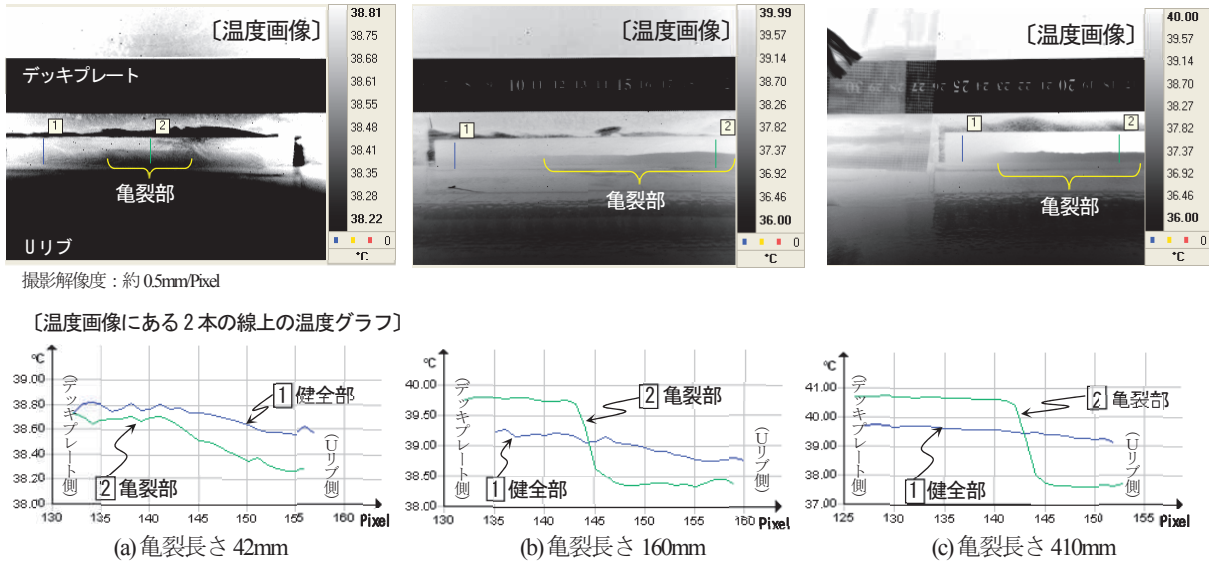 〔温度画像〕
デッキプレート
1
2
亀裂部
Uリブ
38.81
38.75
38.68
38.61
38.55
38.48
38.41
38.35
38.28
38.22
0
℃
〔温度画像〕
10 11 12 13 14 15 16 17
1
2
亀裂部
39.99
39.57
39.14
38.70
38.26
37.82
37.37
36.92
36.46
36.00
0
℃
〔温度画像〕
1
2
亀裂部
40.00
39.57
39.14
38.70
38.26
37.82
37.37
36.92
36.46
36.00
0
℃
撮影解像度：約0.5mm/Pixel
〔温度画像にある2本の線上の温度グラフ〕
℃
39.00
38.80
38.60
38.40
38.20
38.00
(デッキプレート側)
1 健全部
2 亀裂部
(Uリブ側)
130 135 140 145 150 155 160 Pixel
(a) 亀裂長さ 42mm
℃
40.00
39.50
39.00
38.50
38.00
(デッキプレート側)
2 亀裂部
1 健全部
(Uリブ側)
130 135 140 145 150 155 160 Pixel
(b) 亀裂長さ 160mm
℃
41.00
40.00
39.00
38.00
37.00
(デッキプレート側)
2 亀裂部
1 健全部
(Uリブ側)
125 130 135 140 145 150 155 Pixel
(c) 亀裂長さ 410mm